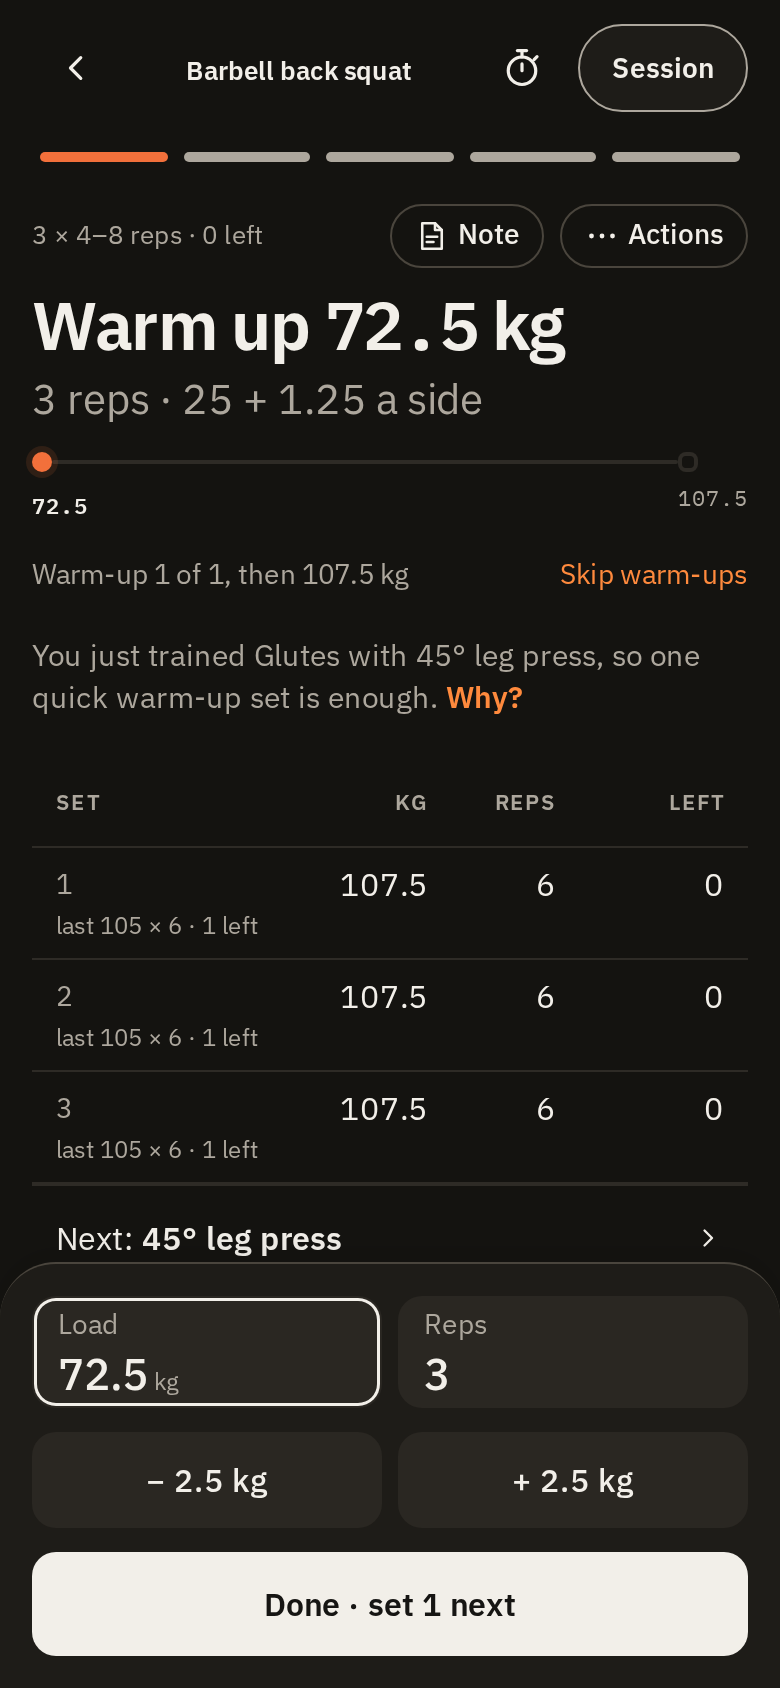 Barbell back squat
Session
3 × 4–8 reps · 0 left
Note
Actions
Warm up 72.5 kg
3 reps · 25 + 1.25 a side
72.5
107.5
Warm-up 1 of 1, then 107.5 kg
Skip warm-ups
You just trained Glutes with 45° leg press, so one
quick warm-up set is enough. Why?
SET KG REPS LEFT
1 107.5 6 0
last 105 × 6 · 1 left
2 107.5 6 0
last 105 × 6 · 1 left
3 107.5 6 0
last 105 × 6 · 1 left
Next: 45° leg press
Load
72.5 kg
Reps
3
– 2.5 kg
+ 2.5 kg
Done · set 1 next